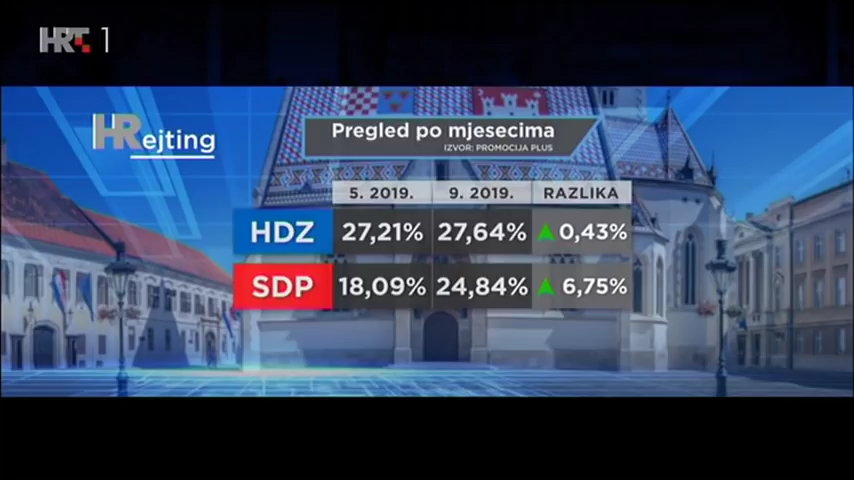 HRT 1
HRejting
Pregled po mjesecima
IZVOR: PROMOCIJA PLUS
5. 2019. 9. 2019. RAZLIKA
HDZ 27,21% 27,64% 0,43%
SDP 18,09% 24,84% 6,75%